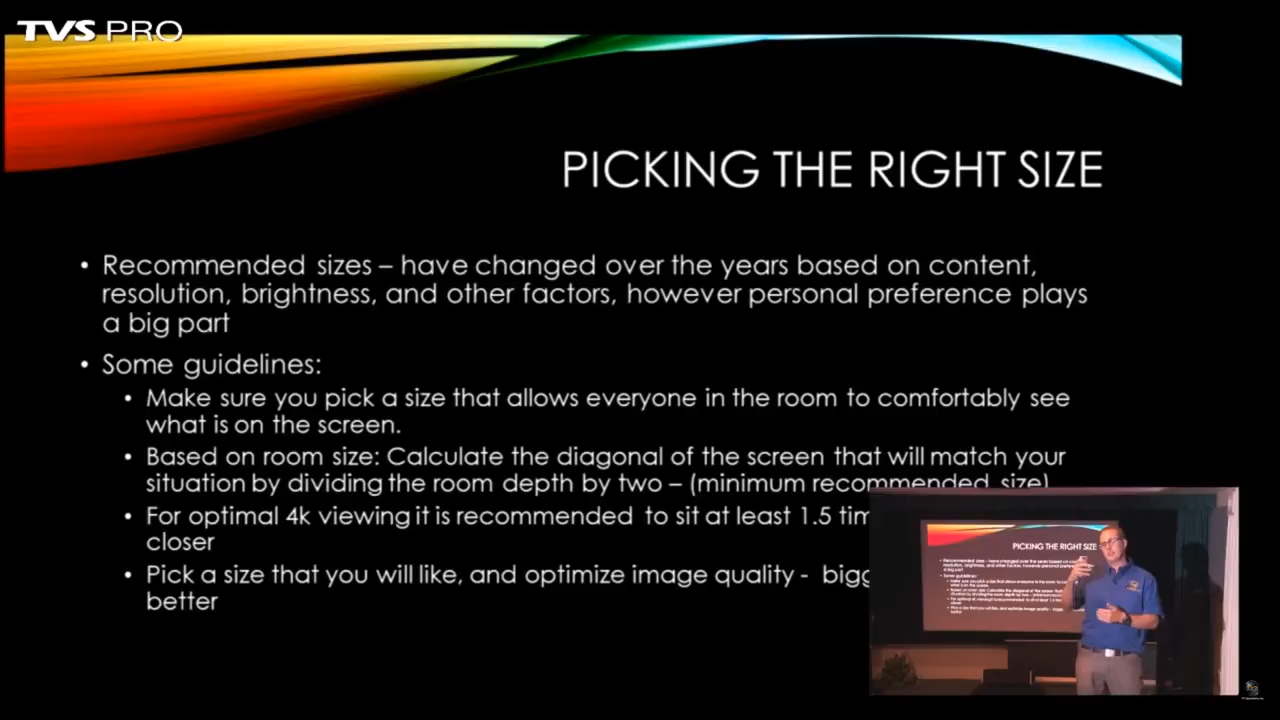 TVS PRO
PICKING THE RIGHT SIZE
• Recommended sizes – have changed over the years based on content,
resolution, brightness, and other factors, however personal preference plays
a big part
• Some guidelines:
• Make sure you pick a size that allows everyone in the room to comfortably see
what is on the screen.
• Based on room size: Calculate the diagonal of the screen that will match your
situation by dividing the room depth by two – (minimum recommended size)
• For optimal 4k viewing it is recommended to sit at least 1.5
closer
• Pick a size that you will like, and optimize image quality -
better
PICKING THE RIGHT SIZE